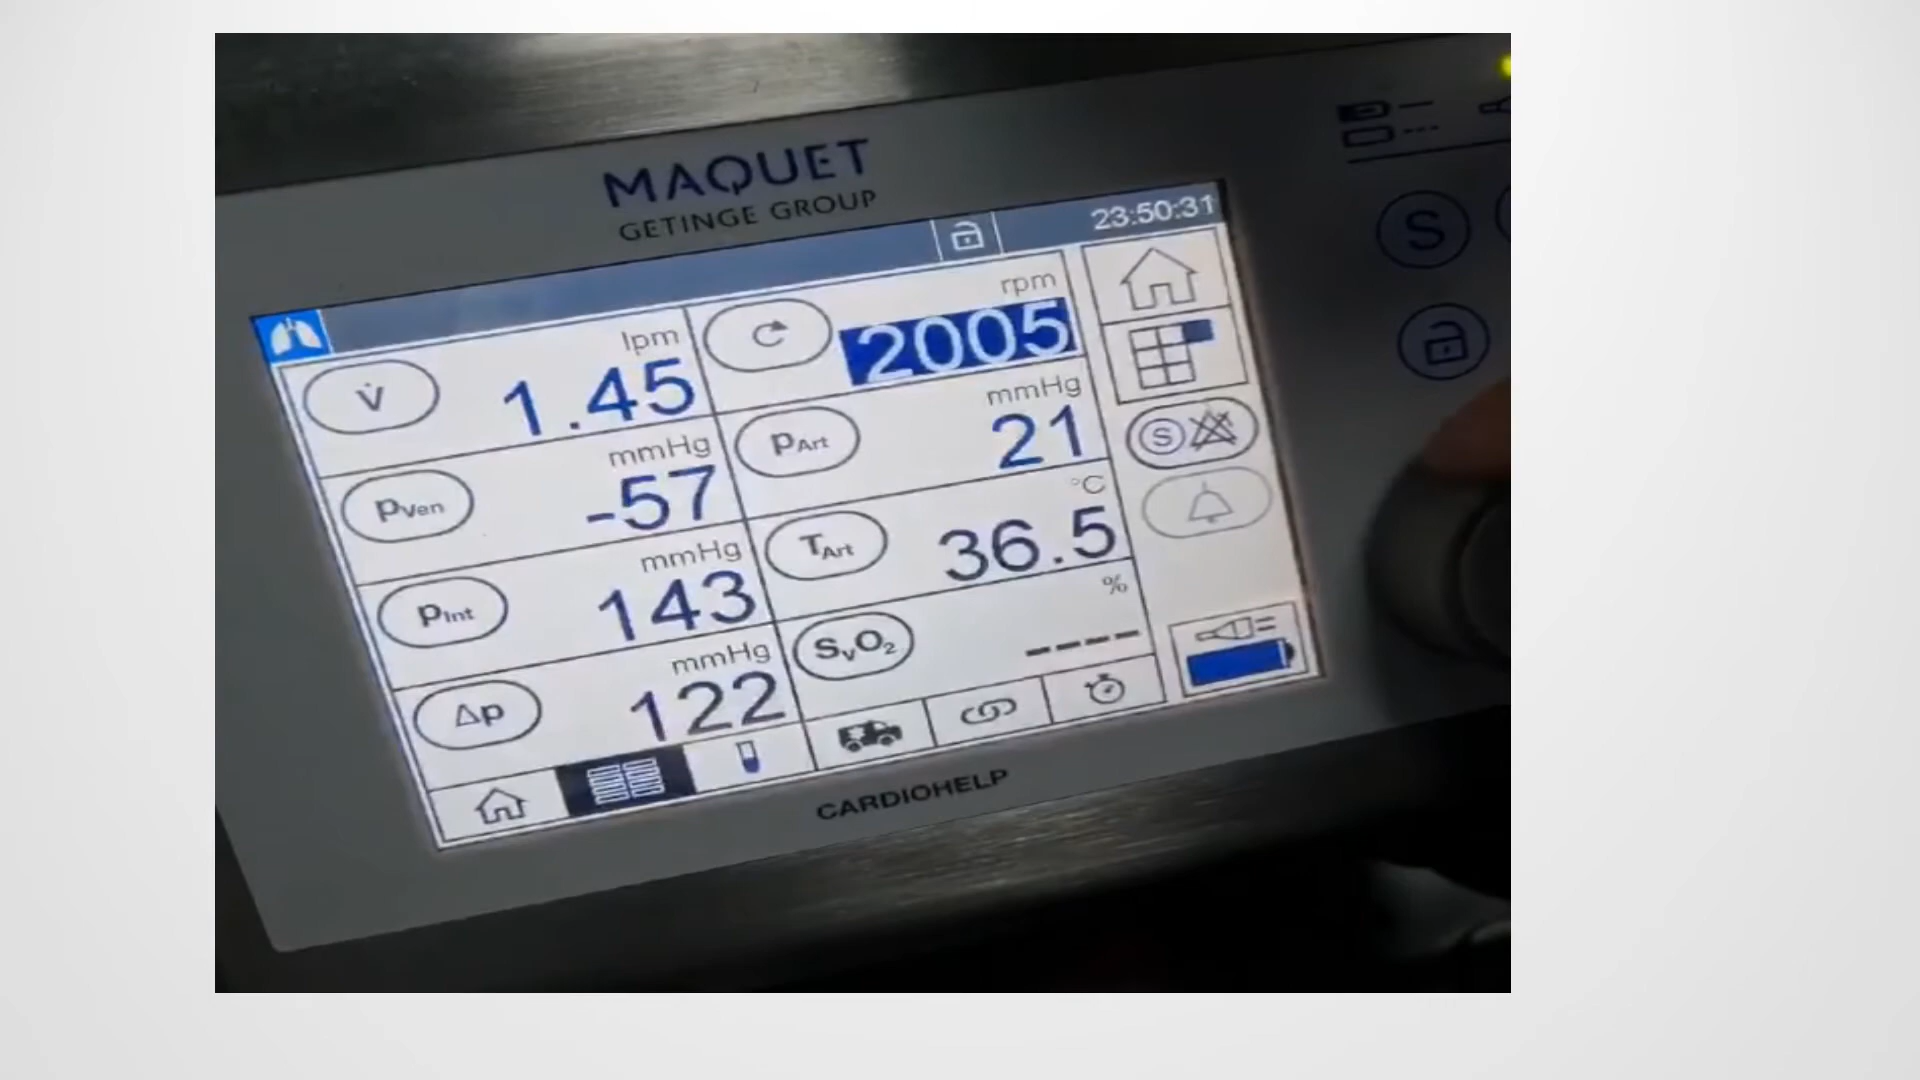 MAQUET
GETINGE GROUP
23:50:31
V̇ lpm 1.45
rpm 2005
pVen mmHg -57
pArt mmHg 21
pInt mmHg 143
TArt °C 36.5
Δp mmHg 122
SvO₂ % ----
S
S
CARDIOHELP